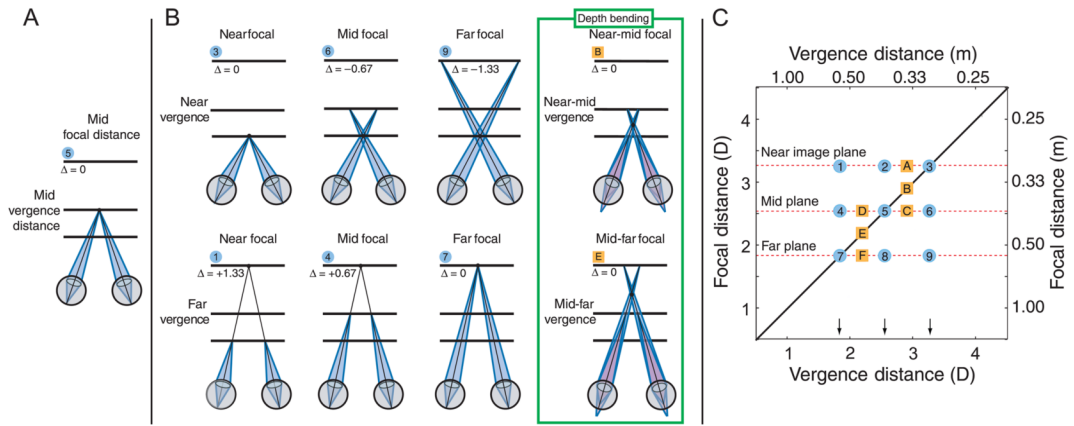 A
Mid
focal distance
5
Δ = 0
Mid
vergence
distance
B
Near focal
3
Δ = 0
Mid focal
6
Δ = −0.67
Far focal
9
Δ = −1.33
Near
vergence
Depth bending
Near-mid focal
B
Δ = 0
Near-mid
vergence
Near focal
1
Δ = +1.33
Mid focal
4
Δ = +0.67
Far focal
7
Δ = 0
Far
vergence
Mid-far focal
E
Δ = 0
Mid-far
vergence
C
Vergence distance (m)
1.00 0.50 0.33 0.25
Focal distance (D)
4
3
2
1
Near image plane
1 2 A 3
B
Mid plane
4 D 5 C 6
E
Far plane
7 F 8 9
0.25
0.33
0.50
1.00
Focal distance (m)
1 2 3 4
Vergence distance (D)